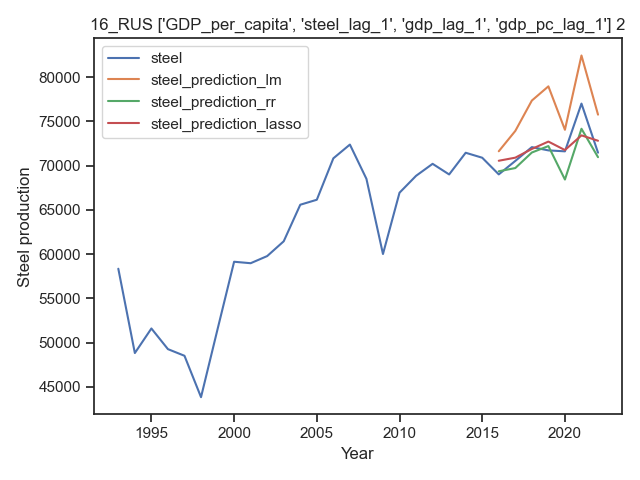 16_RUS ['GDP_per_capita', 'steel_lag_1', 'gdp_lag_1', 'gdp_pc_lag_1'] 2
steel
steel_prediction_lm
steel_prediction_rr
steel_prediction_lasso
Steel production
80000
75000
70000
65000
60000
55000
50000
45000
1995 2000 2005 2010 2015 2020
Year